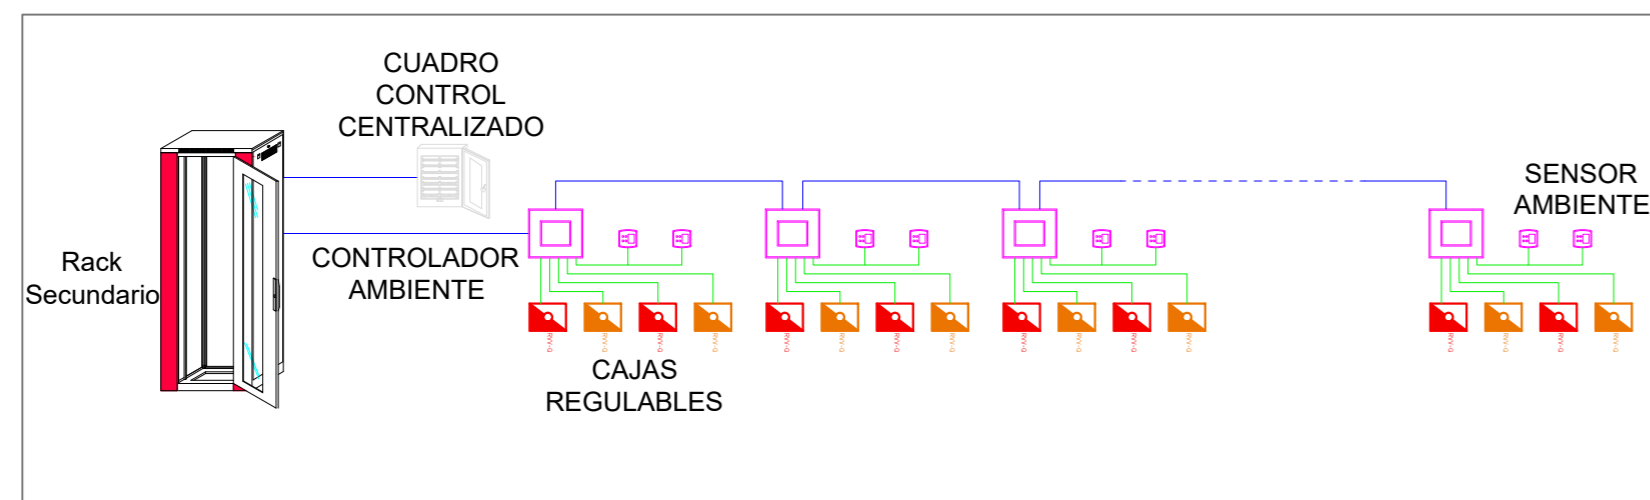 CUADRO
CONTROL
CENTRALIZADO
SENSOR
AMBIENTE
Rack
Secundario
CONTROLADOR
AMBIENTE
CAJAS
REGULABLES